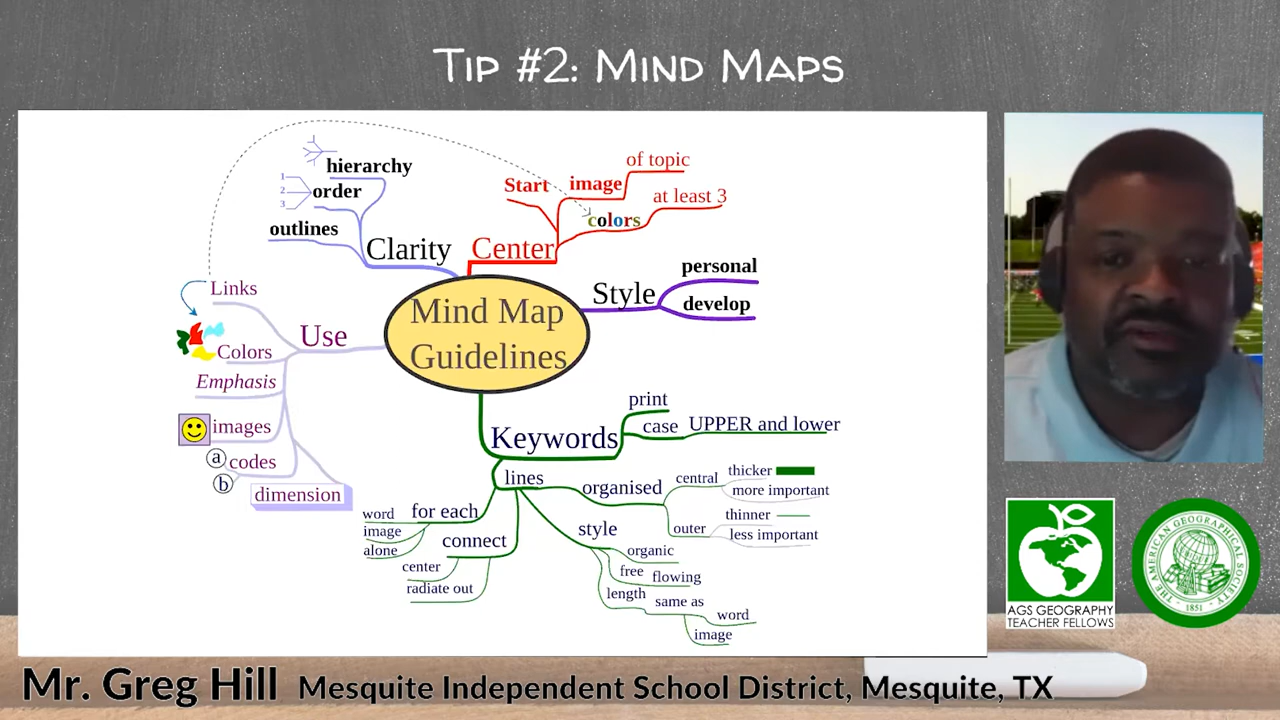 Tip #2: Mind Maps
hierarchy
1
2
3
order
outlines
Clarity
Start
image
of topic
at least 3
colors
Center
Style
personal
develop
Mind Map
Guidelines
Links
Use
Colors
Emphasis
images
a
codes
b
dimension
print
case
UPPER and lower
Keywords
lines
organised
central
thicker
more important
thinner
outer
less important
for each
word
image
alone
connect
center
radiate out
style
organic
free
flowing
length
same as
word
image
AGS GEOGRAPHY
TEACHER FELLOWS
THE AMERICAN GEOGRAPHICAL SOCIETY
1851
Mr. Greg Hill Mesquite Independent School District, Mesquite, TX